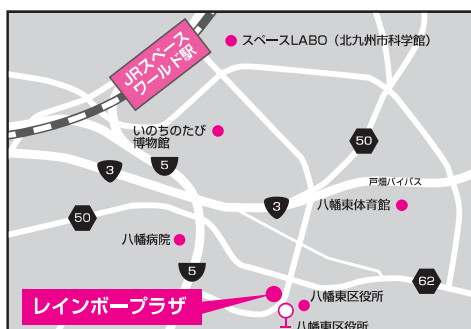 スペースLABO（北九州市科学館）
JRスペース
ワールド駅
いのちのたび
博物館
50
5
3
戸畑バイパス
3
八幡東体育館
50
八幡病院
5
62
レインボープラザ
八幡東区役所
八幡東区役所